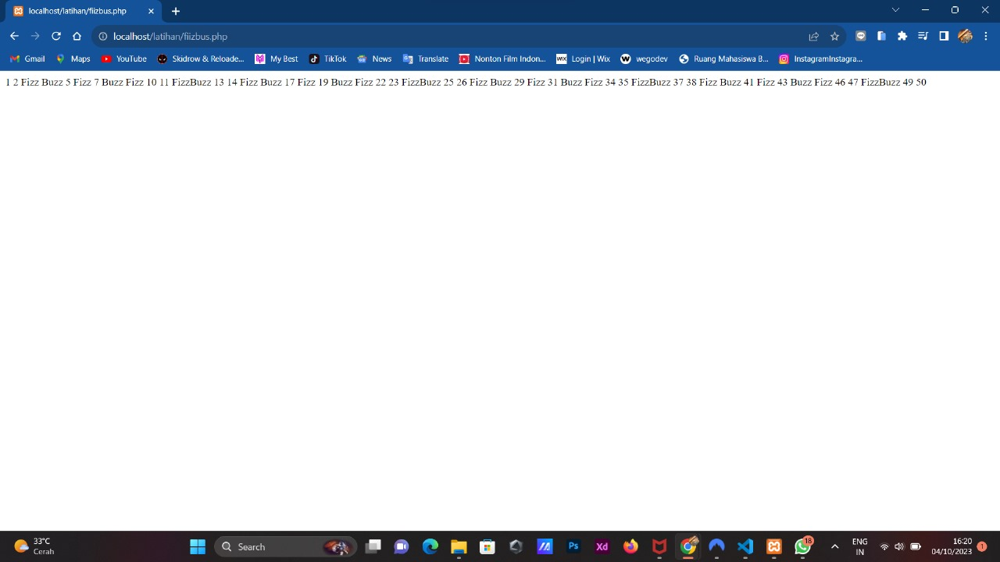 localhost/latihan/fiizbus.php
localhost/latihan/fiizbus.php
Gmail Maps YouTube Skidrow & Reloade... My Best TikTok News Translate Nonton Film Indon... WiX Login | Wix wegodev Ruang Mahasiswa B... InstagramInstagra...
1 2 Fizz Buzz 5 Fizz 7 Buzz Fizz 10 11 FizzBuzz 13 14 Fizz Buzz 17 Fizz 19 Buzz Fizz 22 23 FizzBuzz 25 26 Fizz Buzz 29 Fizz 31 Buzz Fizz 34 35 FizzBuzz 37 38 Fizz Buzz 41 Fizz 43 Buzz Fizz 46 47 FizzBuzz 49 50
33°C
Cerah
Search
Ps
Xd
18
ENG
IN
16:20
04/10/2023
1